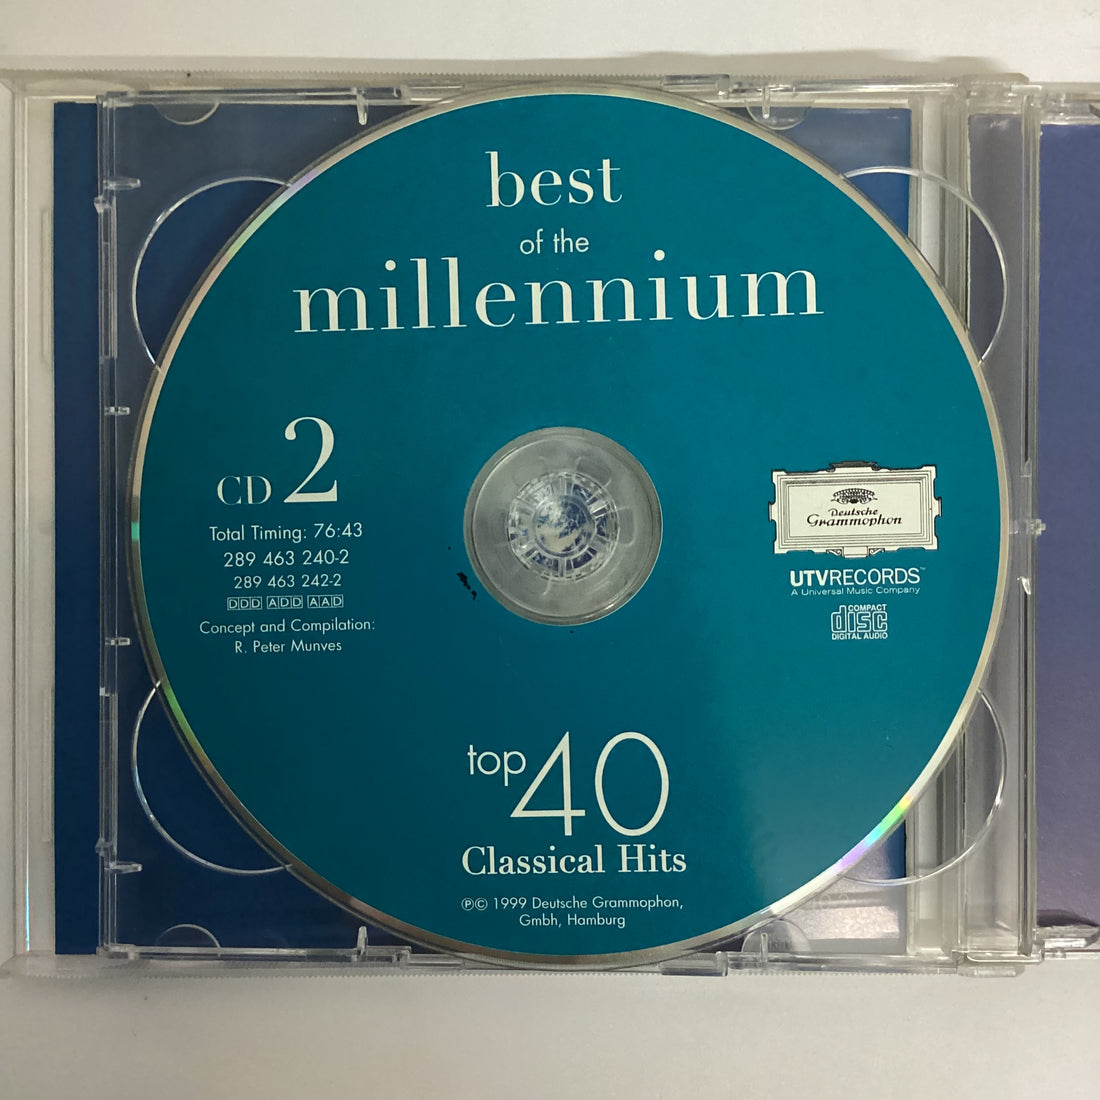 best
of the
millennium
CD 2
Total Timing: 76:43
289 463 240-2
289 463 242-2
DDD ADD AAD
Concept and Compilation:
R. Peter Munves
Deutsche
Grammophon
UTVRECORDS™
A Universal Music Company
COMPACT
disc
DIGITAL AUDIO
top 40
Classical Hits
℗© 1999 Deutsche Grammophon,
Gmbh, Hamburg